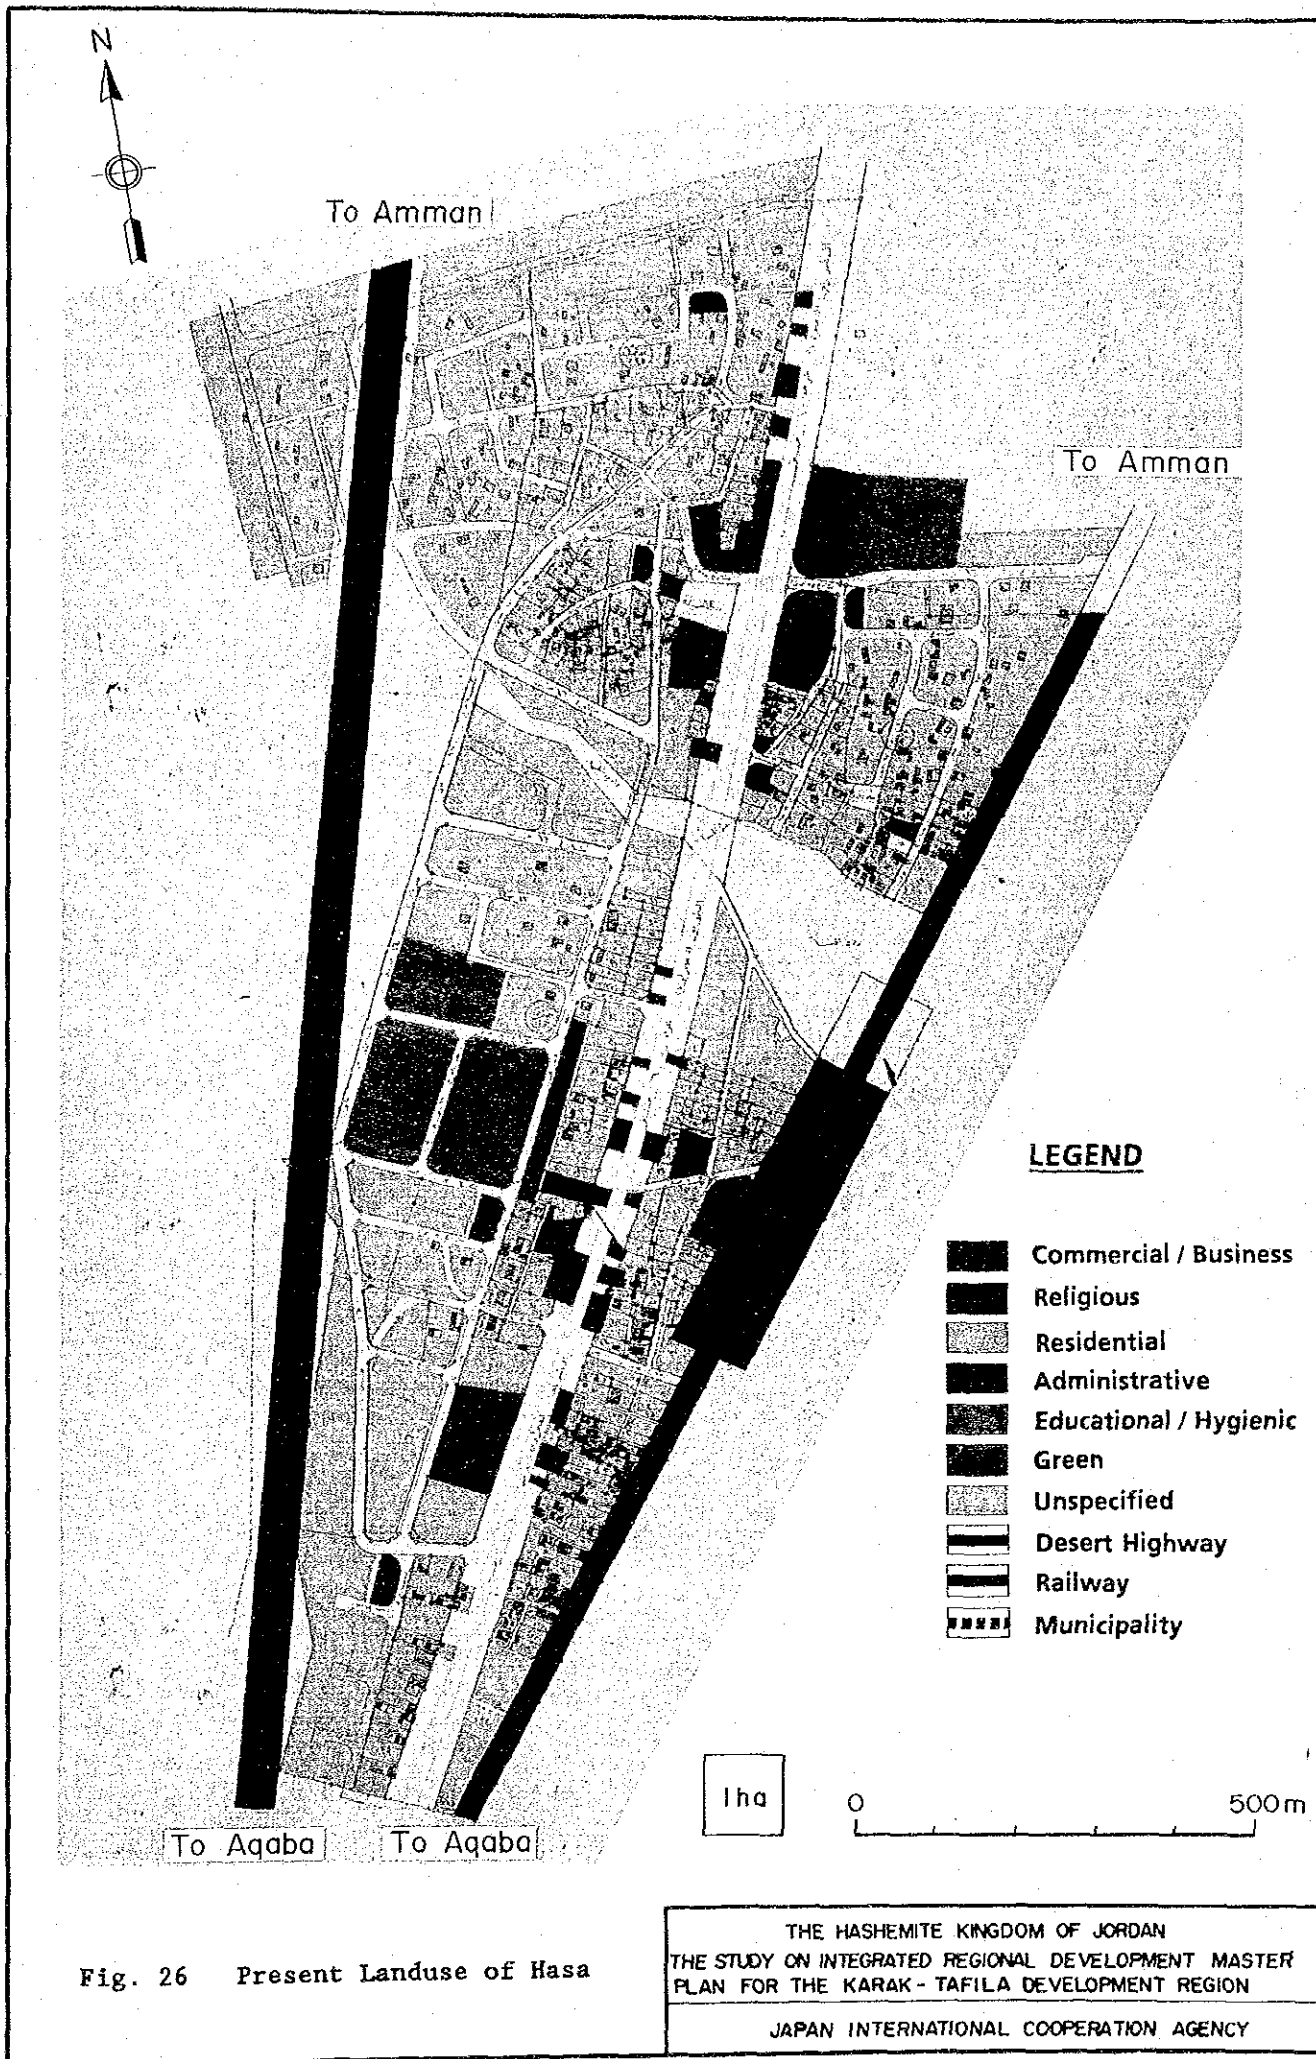 N
To Amman
To Amman
LEGEND
Commercial / Business
Religious
Residential
Administrative
Educational / Hygienic
Green
Unspecified
Desert Highway
Railway
Municipality
1ha
0 500m
To Aqaba To Aqaba
Fig. 26 Present Landuse of Hasa
THE HASHEMITE KINGDOM OF JORDAN
THE STUDY ON INTEGRATED REGIONAL DEVELOPMENT MASTER
PLAN FOR THE KARAK - TAFILA DEVELOPMENT REGION
JAPAN INTERNATIONAL COOPERATION AGENCY